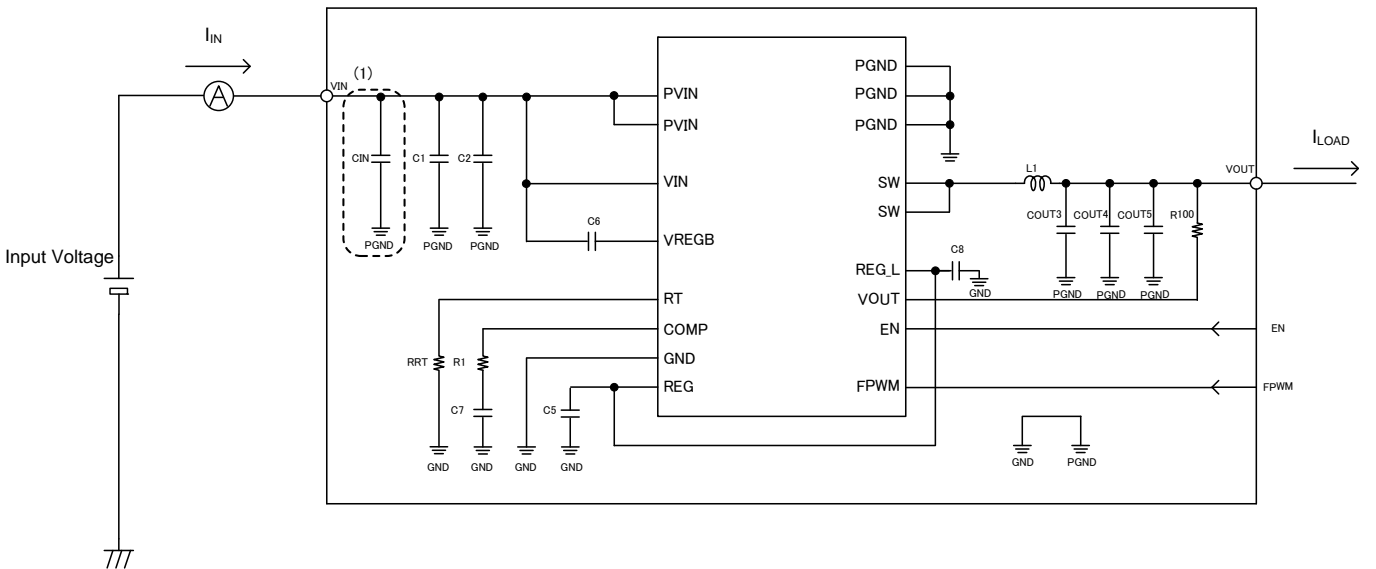 IIN
(1)
VIN
A
CIN
PGND
C1
PGND
C2
PGND
C6
Input Voltage
RRT
GND
R1
C7
GND
GND
C5
GND
PVIN
PVIN
VIN
VREGB
RT
COMP
GND
REG
PGND
PGND
PGND
SW
SW
REG_L
VOUT
EN
FPWM
L1
COUT3
PGND
COUT4
PGND
COUT5
PGND
R100
C8
GND
VOUT
ILOAD
EN
FPWM
GND
PGND